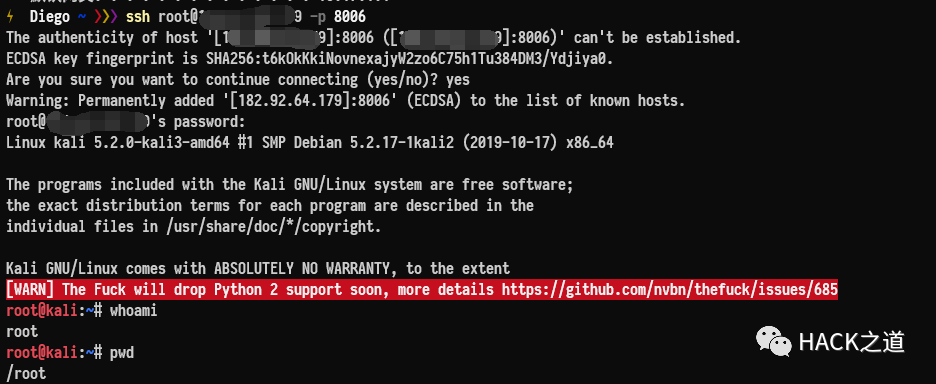 ⚡ Diego ~ ❯❯❯ ssh root@1 9 -p 8006
The authenticity of host '[1 9]:8006 ([1 0]:8006)' can't be established.
ECDSA key fingerprint is SHA256:t6kOkKkiNovnexajyW2zo6C75h1Tu384DM3/Ydjiya0.
Are you sure you want to continue connecting (yes/no)? yes
Warning: Permanently added '[182.92.64.179]:8006' (ECDSA) to the list of known hosts.
root@ 0's password:
Linux kali 5.2.0-kali3-amd64 #1 SMP Debian 5.2.17-1kali2 (2019-10-17) x86_64
The programs included with the Kali GNU/Linux system are free software;
the exact distribution terms for each program are described in the
individual files in /usr/share/doc/*/copyright.
Kali GNU/Linux comes with ABSOLUTELY NO WARRANTY, to the extent
[WARN] The Fuck will drop Python 2 support soon, more details https://github.com/nvbn/thefuck/issues/685
root@kali:~# whoami
root
root@kali:~# pwd
/root
HACK之道